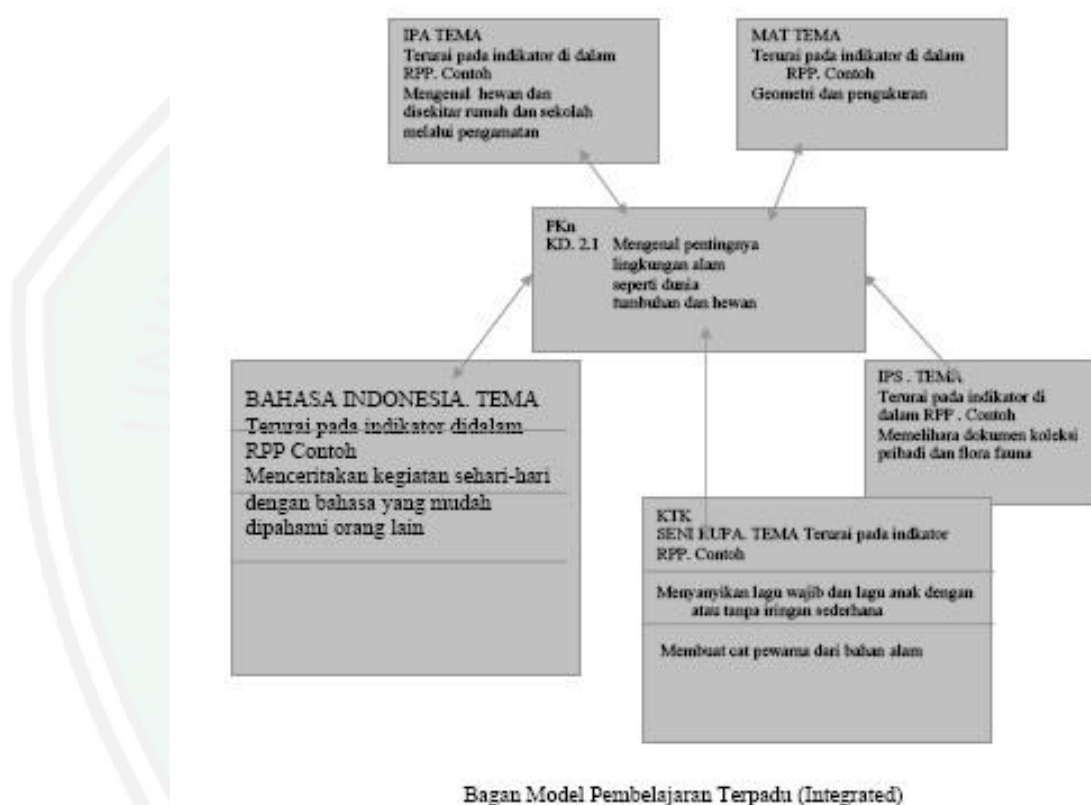 IPA TEMA
Terurai pada indikator di dalam
RPP. Contoh
Mengenal hewan dan
disekitar rumah dan sekolah
melalui pengamatan
MAT TEMA
Terurai pada indikator di dalam
RPP. Contoh
Geometri dan pengukuran
PKn
KD. 2.1 Mengenal pentingnya
lingkungan alam
seperti dunia
tumbuhan dan hewan
BAHASA INDONESIA. TEMA
Terurai pada indikator didalam
RPP Contoh
Menceritakan kegiatan sehari-hari
dengan bahasa yang mudah
dipahami orang lain
IPS . TEMA
Terurai pada indikator di
dalam RPP . Contoh
Memelihara dokumen koleksi
pribadi dan flora fauna
KTK
SENI RUPA. TEMA Terurai pada indkator
RPP. Contoh
Menyanyikan lagu wajib dan lagu anak dengan
atau tanpa iringan sederhana
Membuat cat pewarna dari bahan alam
Bagan Model Pembelajaran Terpadu (Integrated)